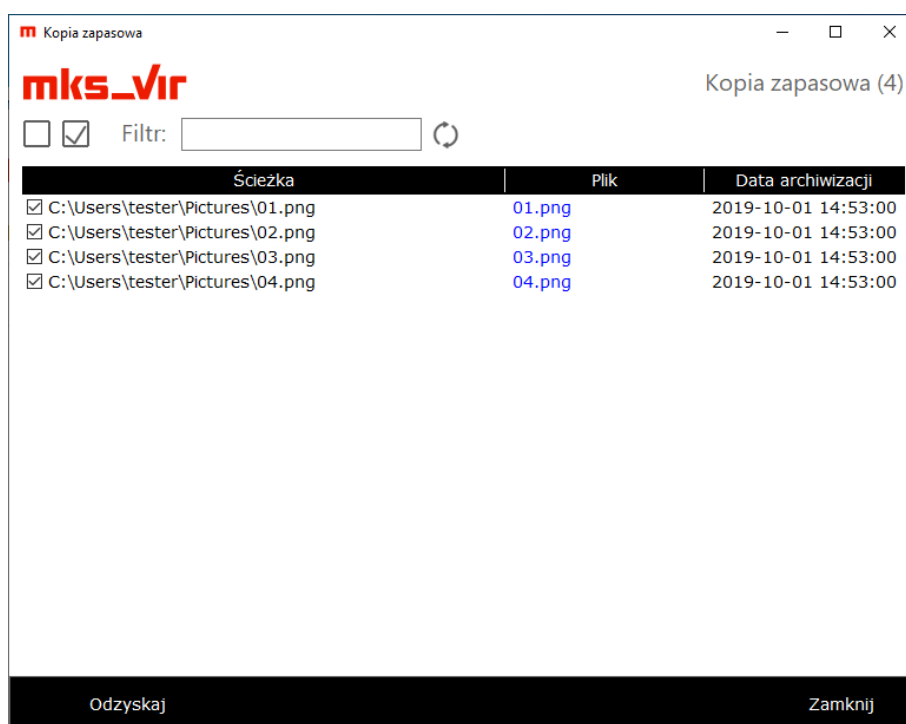 Kopia zapasowa
mks_vir
Kopia zapasowa (4)
Filtr:
Ścieżka Plik Data archiwizacji
C:\Users\tester\Pictures\01.png 01.png 2019-10-01 14:53:00
C:\Users\tester\Pictures\02.png 02.png 2019-10-01 14:53:00
C:\Users\tester\Pictures\03.png 03.png 2019-10-01 14:53:00
C:\Users\tester\Pictures\04.png 04.png 2019-10-01 14:53:00
Odzyskaj Zamknij